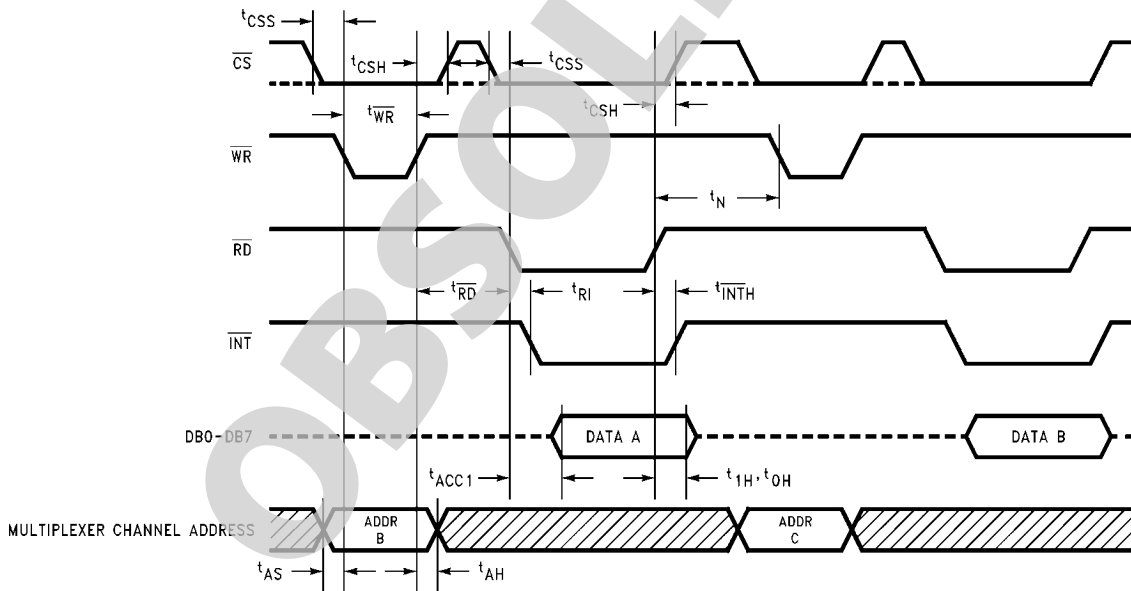 tCSS
CS
tCSH
tCSS
tCSH
tWR
WR
tN
RD
tRD
tRI
tINTH
INT
DB0-DB7
DATA A
DATA B
tACC1
t1H, t0H
MULTIPLEXER CHANNEL ADDRESS
ADDR
B
ADDR
C
tAS
tAH